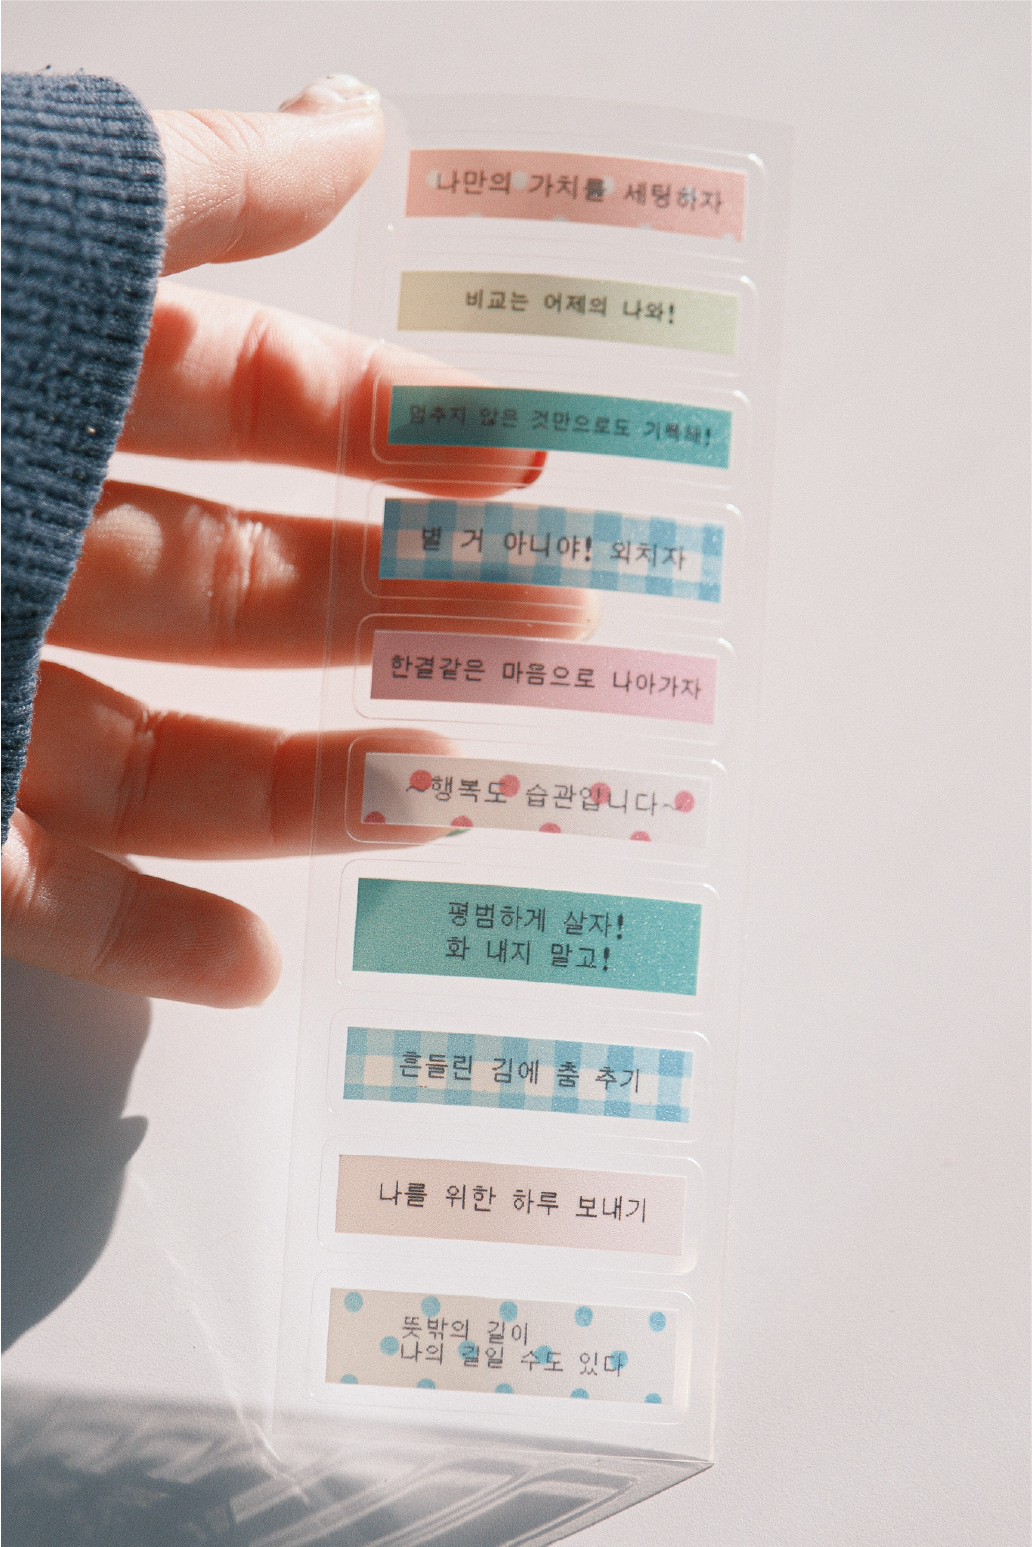 나만의 가치를 세팅하자
비교는 어제의 나와!
멈추지 않은 것만으로도 기특해!
별 거 아니야! 외치자
한결같은 마음으로 나아가자
~행복도 습관입니다~
평범하게 살자!
화 내지 말고!
흔들린 김에 춤 추기
나를 위한 하루 보내기
뜻밖의 길이
나의 길일 수도 있다